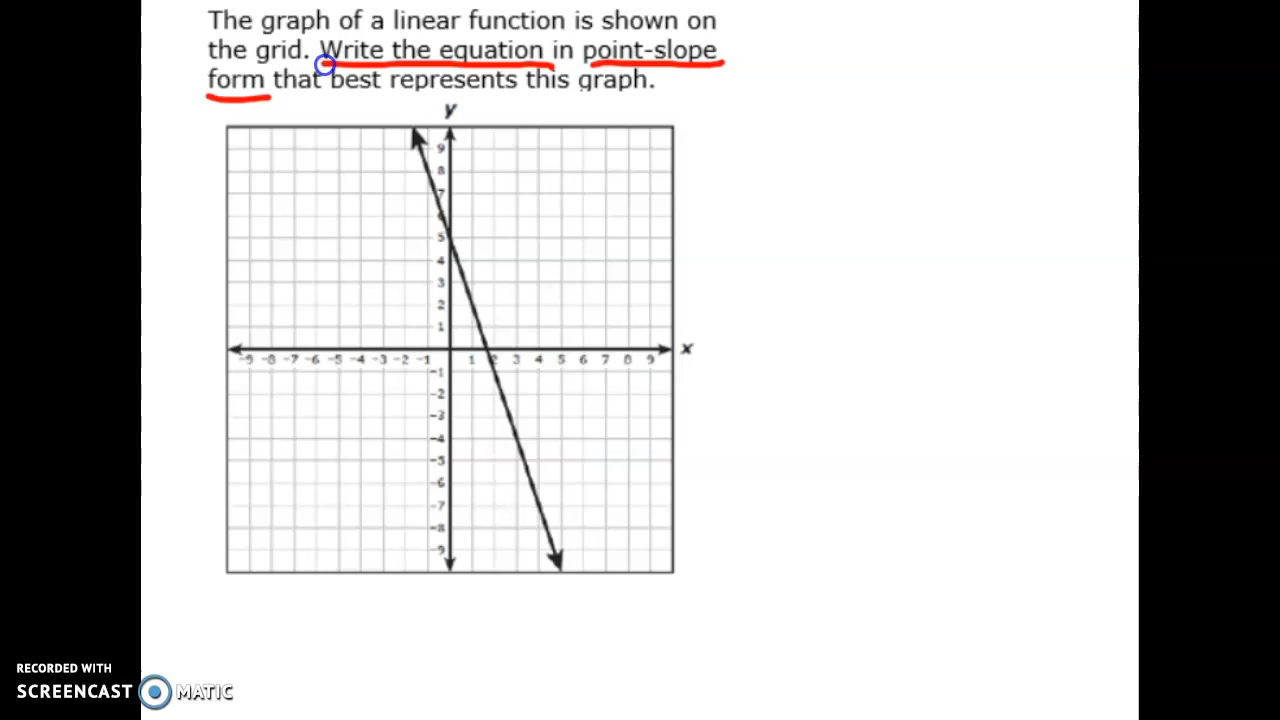 The graph of a linear function is shown on
the grid. Write the equation in point-slope
form that best represents this graph.
y
9
8
7
6
5
4
3
2
1
-9 -8 -7 -6 -5 -4 -3 -2 -1 1 2 3 4 5 6 7 8 9 x
-1
-2
-3
-4
-5
-6
-7
-8
-9
RECORDED WITH
SCREENCAST MATIC